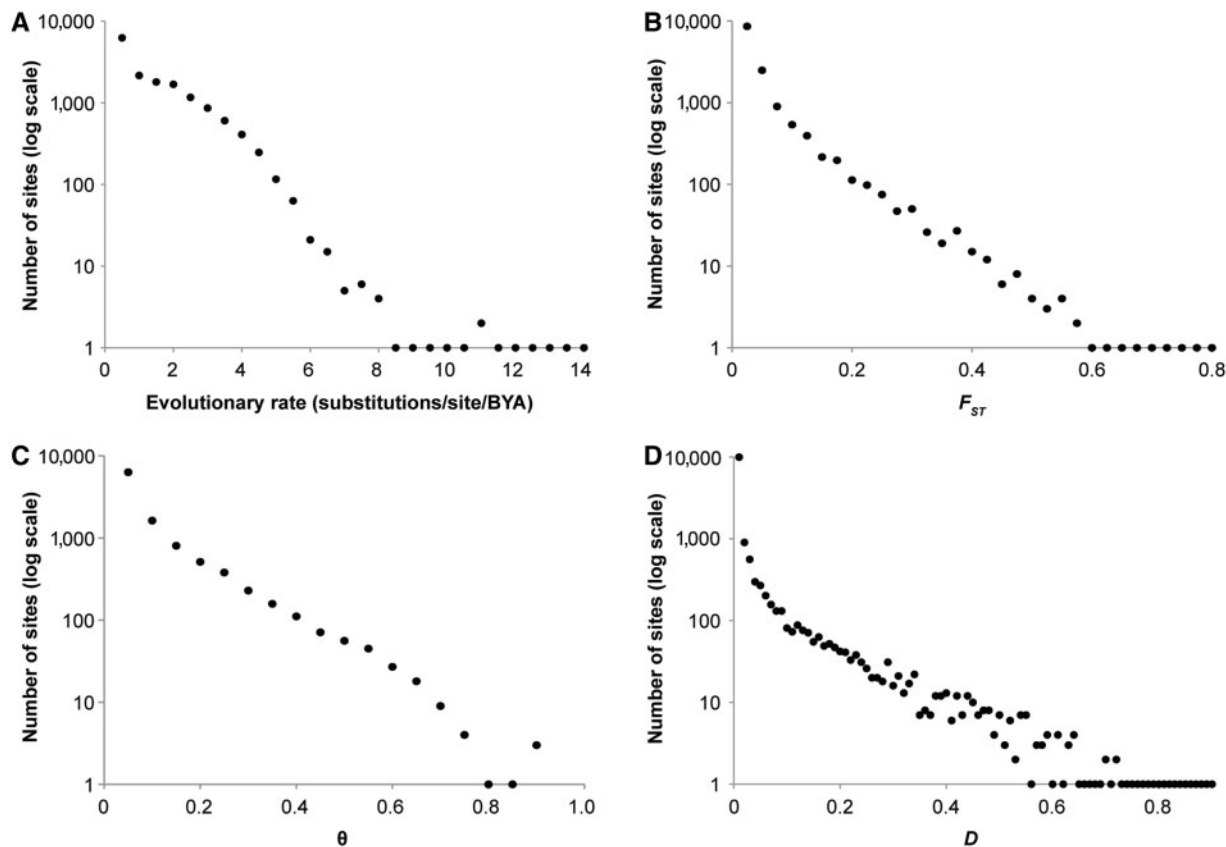 A
Number of sites (log scale)
10,000
1,000
100
10
1
0 2 4 6 8 10 12 14
Evolutionary rate (substitutions/site/BYA)
B
Number of sites (log scale)
10,000
1,000
100
10
1
0 0.2 0.4 0.6 0.8
F_ST
C
Number of sites (log scale)
10,000
1,000
100
10
1
0 0.2 0.4 0.6 0.8 1.0
θ
D
Number of sites (log scale)
10,000
1,000
100
10
1
0 0.2 0.4 0.6 0.8
D